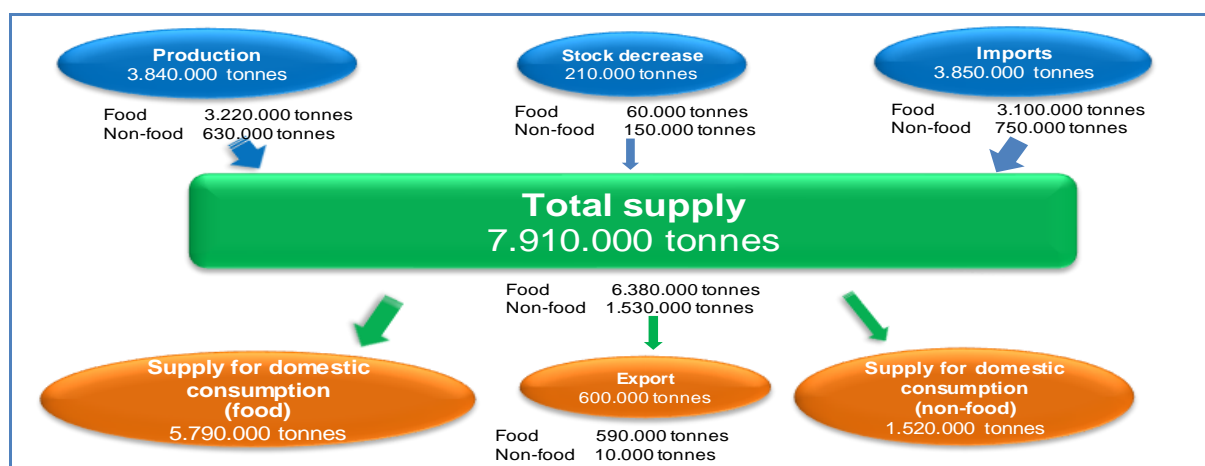 Production
3.840.000 tonnes
Food 3.220.000 tonnes
Non-food 630.000 tonnes
Stock decrease
210.000 tonnes
Food 60.000 tonnes
Non-food 150.000 tonnes
Imports
3.850.000 tonnes
Food 3.100.000 tonnes
Non-food 750.000 tonnes
Total supply
7.910.000 tonnes
Food 6.380.000 tonnes
Non-food 1.530.000 tonnes
Supply for domestic
consumption
(food)
5.790.000 tonnes
Export
600.000 tonnes
Food 590.000 tonnes
Non-food 10.000 tonnes
Supply for domestic
consumption
(non-food)
1.520.000 tonnes